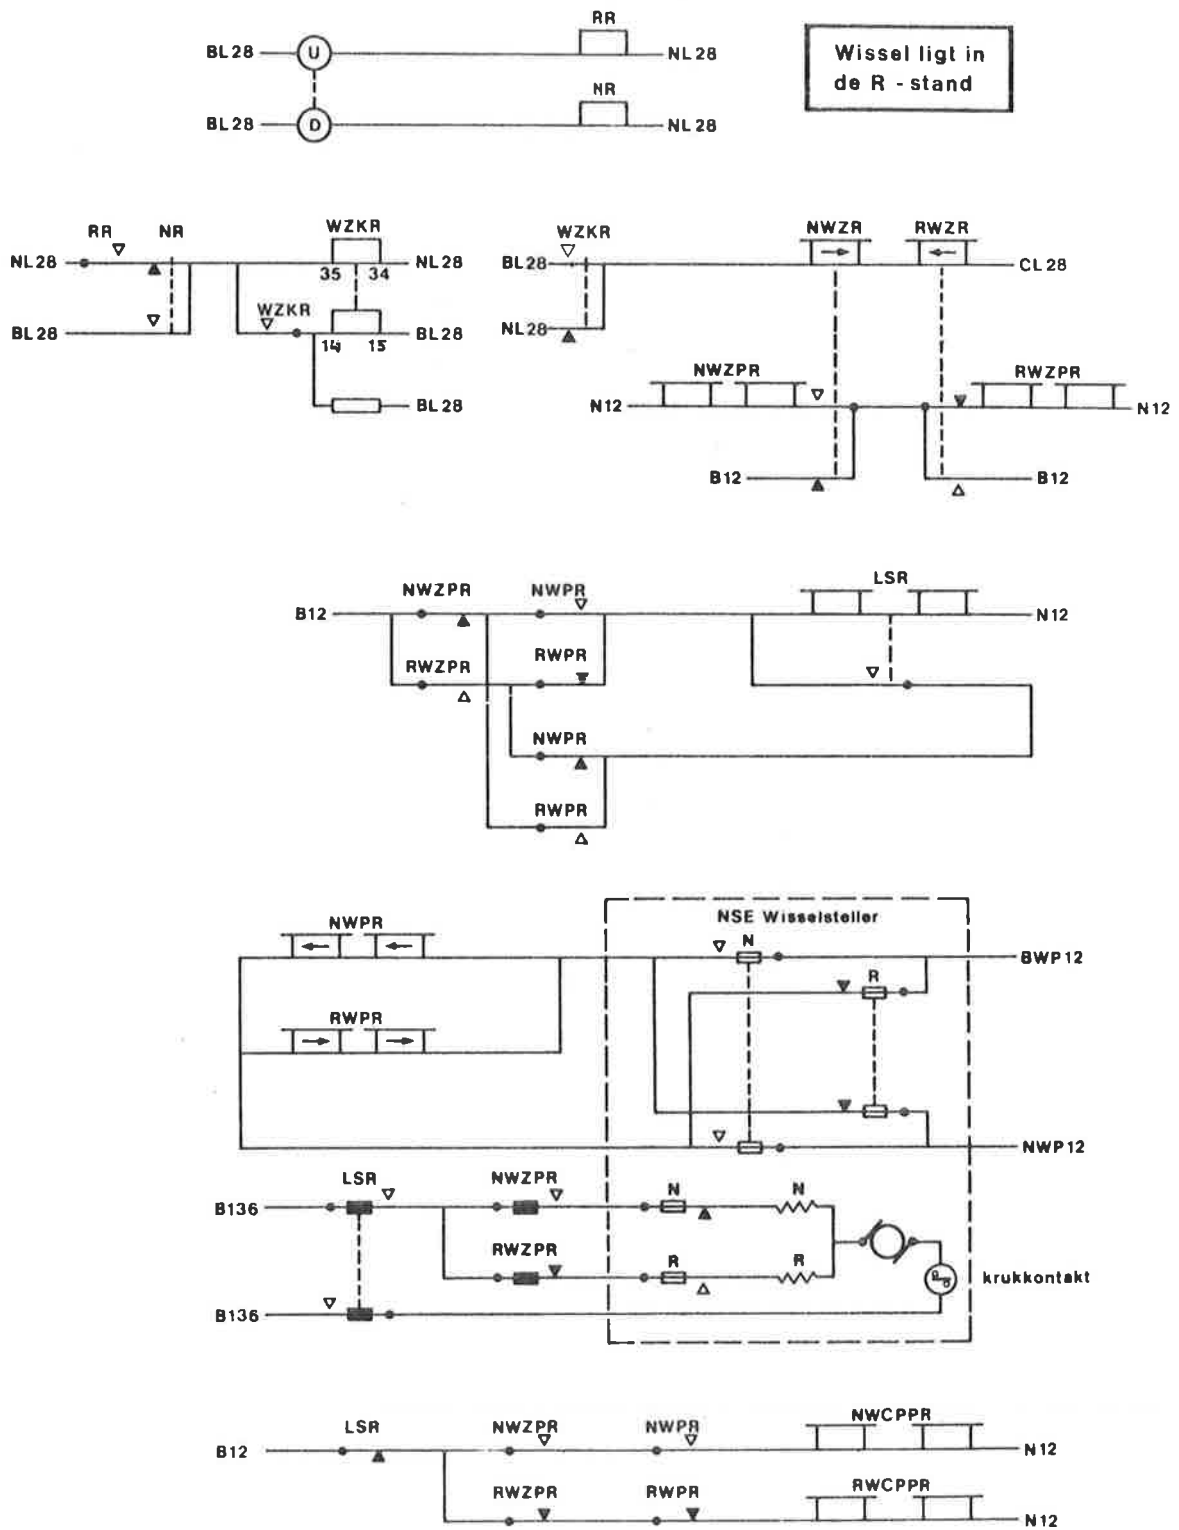 RR
BL28 U NL28
NR
BL28 D NL28
Wissel ligt in
de R - stand
RR NR WZKR
NL28 35 34 NL28
WZKR
BL28 14 15 BL28
BL28
WZKR NWZR RWZR
BL28 CL28
NL28
NWZPR RWZPR
N12 N12
B12 B12
NWZPR NWPR LSR
B12 N12
RWZPR RWPR
NWPR
RWPR
NSE Wisselsteller
NWPR N
BWP12
R
RWPR
NWP12
LSR NWZPR N N
B136
RWZPR R R
krukkontakt
B136
LSR NWZPR NWPR NWCPPR
B12 N12
RWZPR RWPR RWCPPR
N12